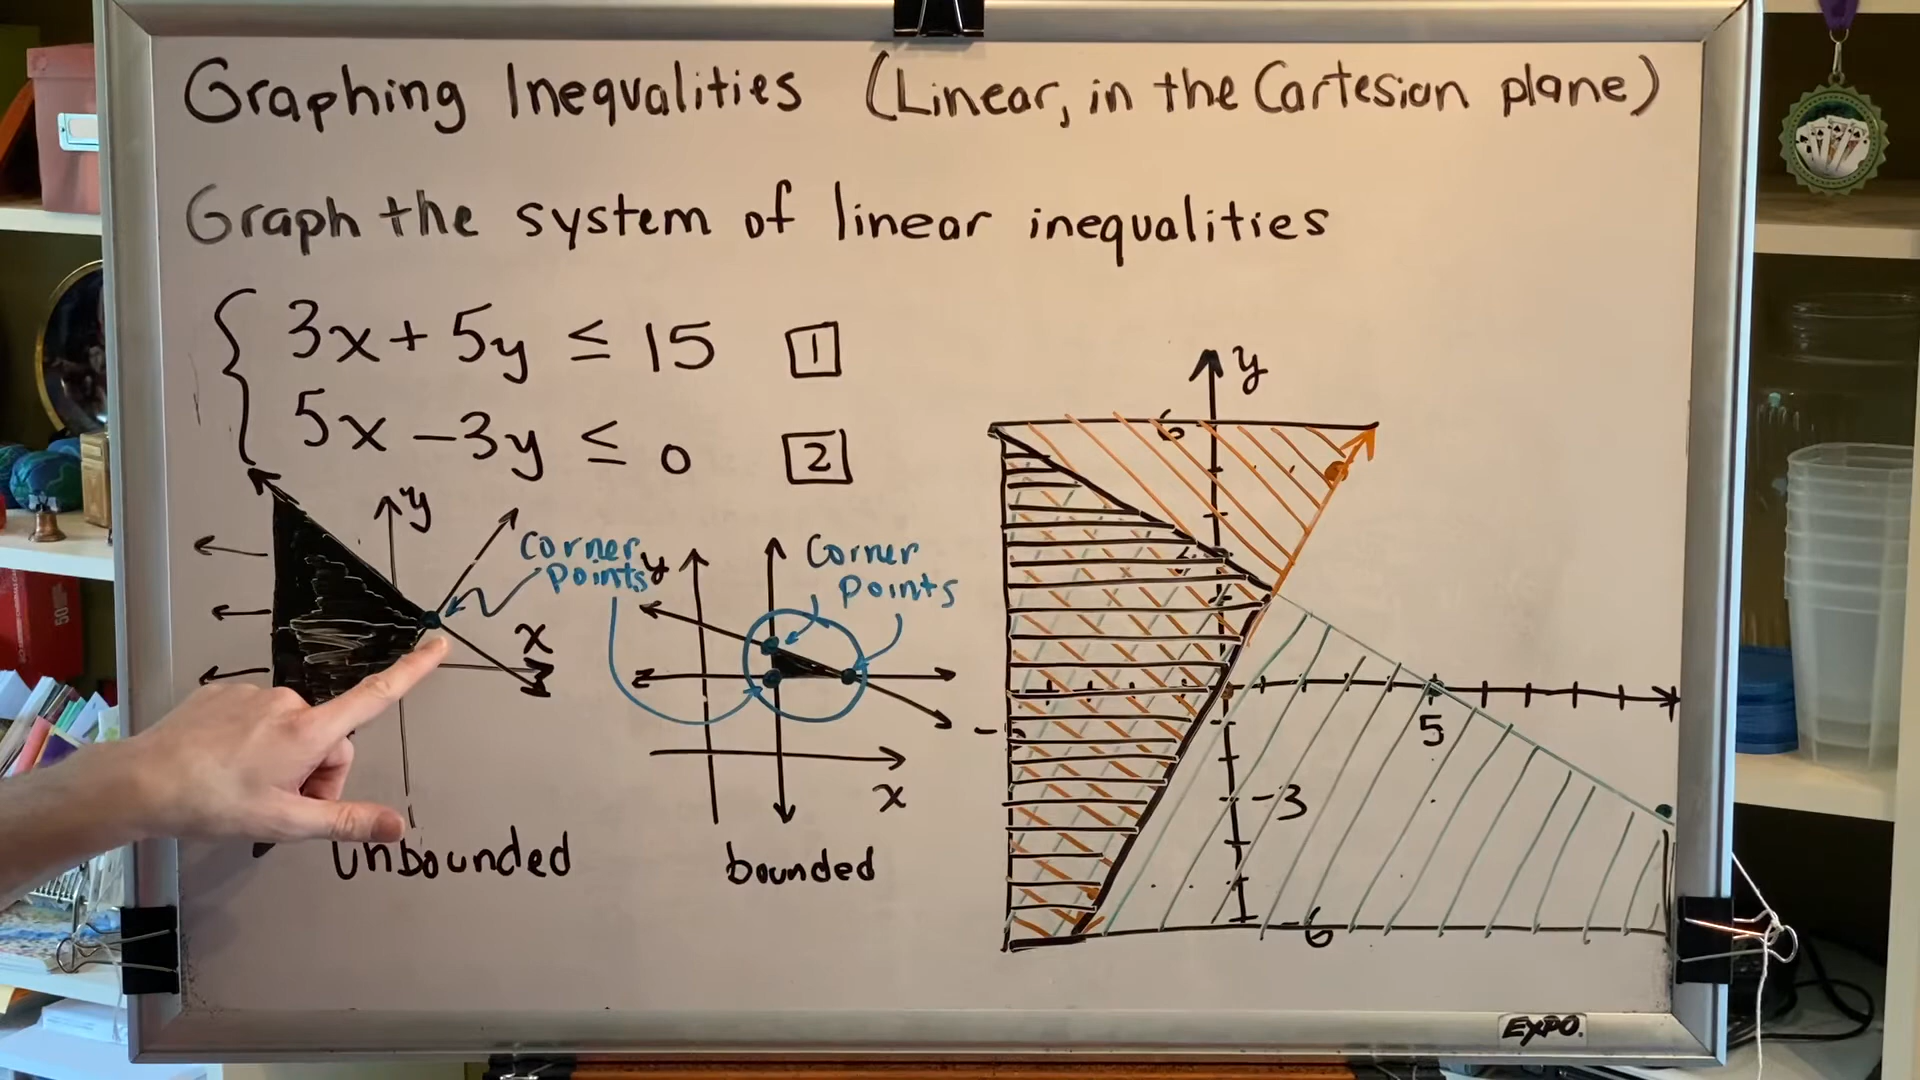 Graphing Inequalities (Linear, in the Cartesian plane)
Graph the system of linear inequalities
3x + 5y ≤ 15 1
5x - 3y ≤ 0 2
y
Corner
Points
x
Unbounded
y
Corner
Points
x
bounded
y
6
5
-3
-6
EXPO